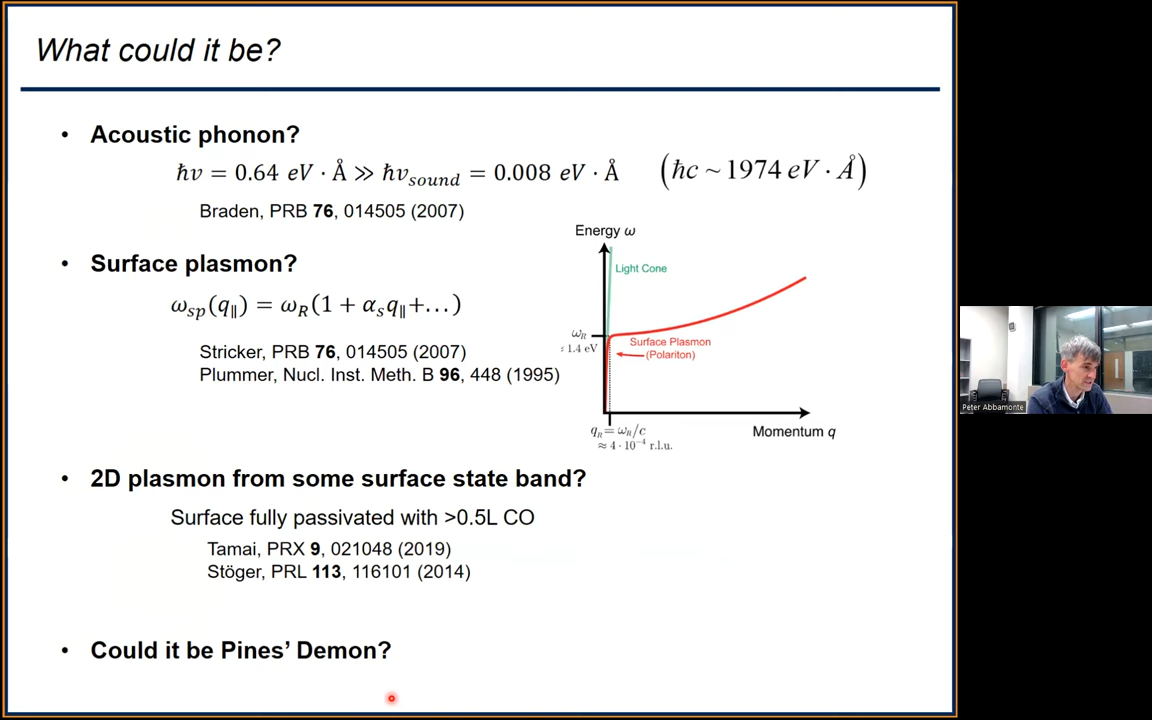 What could it be?
• Acoustic phonon?
ℏv = 0.64 eV · Å ≫ ℏv_sound = 0.008 eV · Å (ℏc ~ 1974 eV · Å)
Braden, PRB 76, 014505 (2007)
• Surface plasmon?
ω_sp(q_∥) = ω_R(1 + α_s q_∥+…)
Stricker, PRB 76, 014505 (2007)
Plummer, Nucl. Inst. Meth. B 96, 448 (1995)
Energy ω
Light Cone
ω_R
1.4 eV
Surface Plasmon
(Polariton)
q_R = ω_R/c
≈ 4 · 10⁻⁴ r.l.u.
Momentum q
• 2D plasmon from some surface state band?
Surface fully passivated with >0.5L CO
Tamai, PRX 9, 021048 (2019)
Stöger, PRL 113, 116101 (2014)
• Could it be Pines’ Demon?
Peter Abbamonte